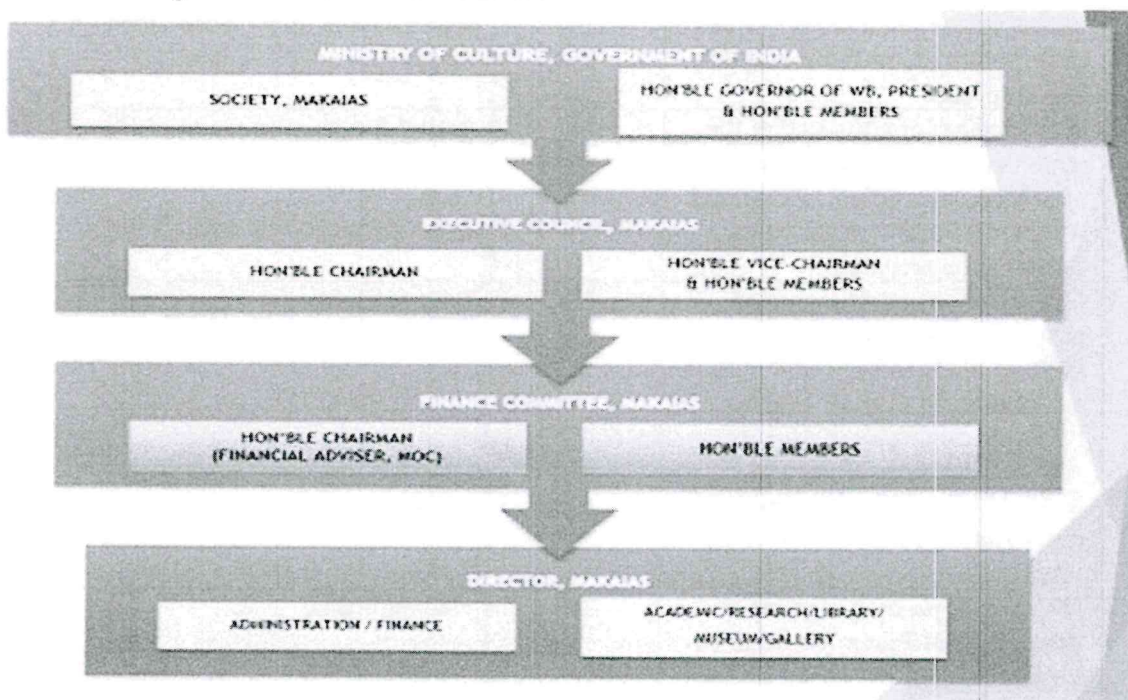 MINISTRY OF CULTURE, GOVERNMENT OF INDIA
SOCIETY, MAKAIAS
HON'BLE GOVERNOR OF WB, PRESIDENT
& HON'BLE MEMBERS
EXECUTIVE COUNCIL, MAKAIAS
HON'BLE CHAIRMAN
HON'BLE VICE-CHAIRMAN
& HON'BLE MEMBERS
FINANCE COMMITTEE, MAKAIAS
HON'BLE CHAIRMAN
(FINANCIAL ADVISER, MOC)
HON'BLE MEMBERS
DIRECTOR, MAKAIAS
ADMINISTRATION / FINANCE
ACADEMIC/RESEARCH/LIBRARY/
MUSEUM/GALLERY